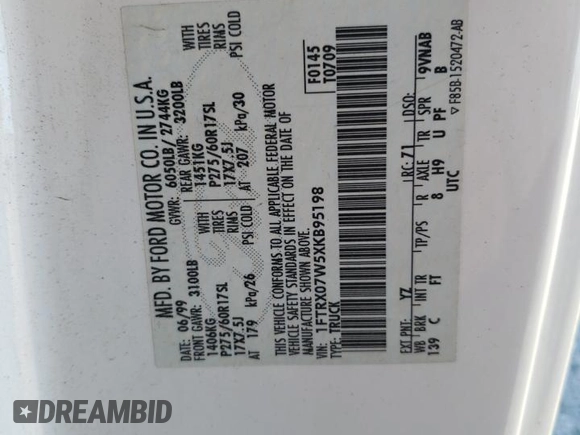 MFD. BY FORD MOTOR CO. IN U.S.A.
DATE: 06/99 GVWR: 6050LB/ 2744KG
FRONT GAWR: 3100LB REAR GAWR: 3200LB
1406KG WITH 1451KG WITH
P275/60R17SL TIRES P275/60R17SL TIRES
17X7.5J RIMS 17X7.5J RIMS
AT 179 kPa/26 PSI COLD AT 207 kPa/30 PSI COLD
THIS VEHICLE CONFORMS TO ALL APPLICABLE FEDERAL MOTOR
VEHICLE SAFETY STANDARDS IN EFFECT ON THE DATE OF
MANUFACTURE SHOWN ABOVE.
F0145
T0709
VIN: 1FTRX07W5XKB95198
TYPE: TRUCK
EXT PNT: YZ RC: 71 DSO:
WB BRK INT TR TP/PS R AXLE TR SPR 9VNAB
139 C FT 8 H9 U PF B
UTC
F85B-1520472-AB
DREAMBID